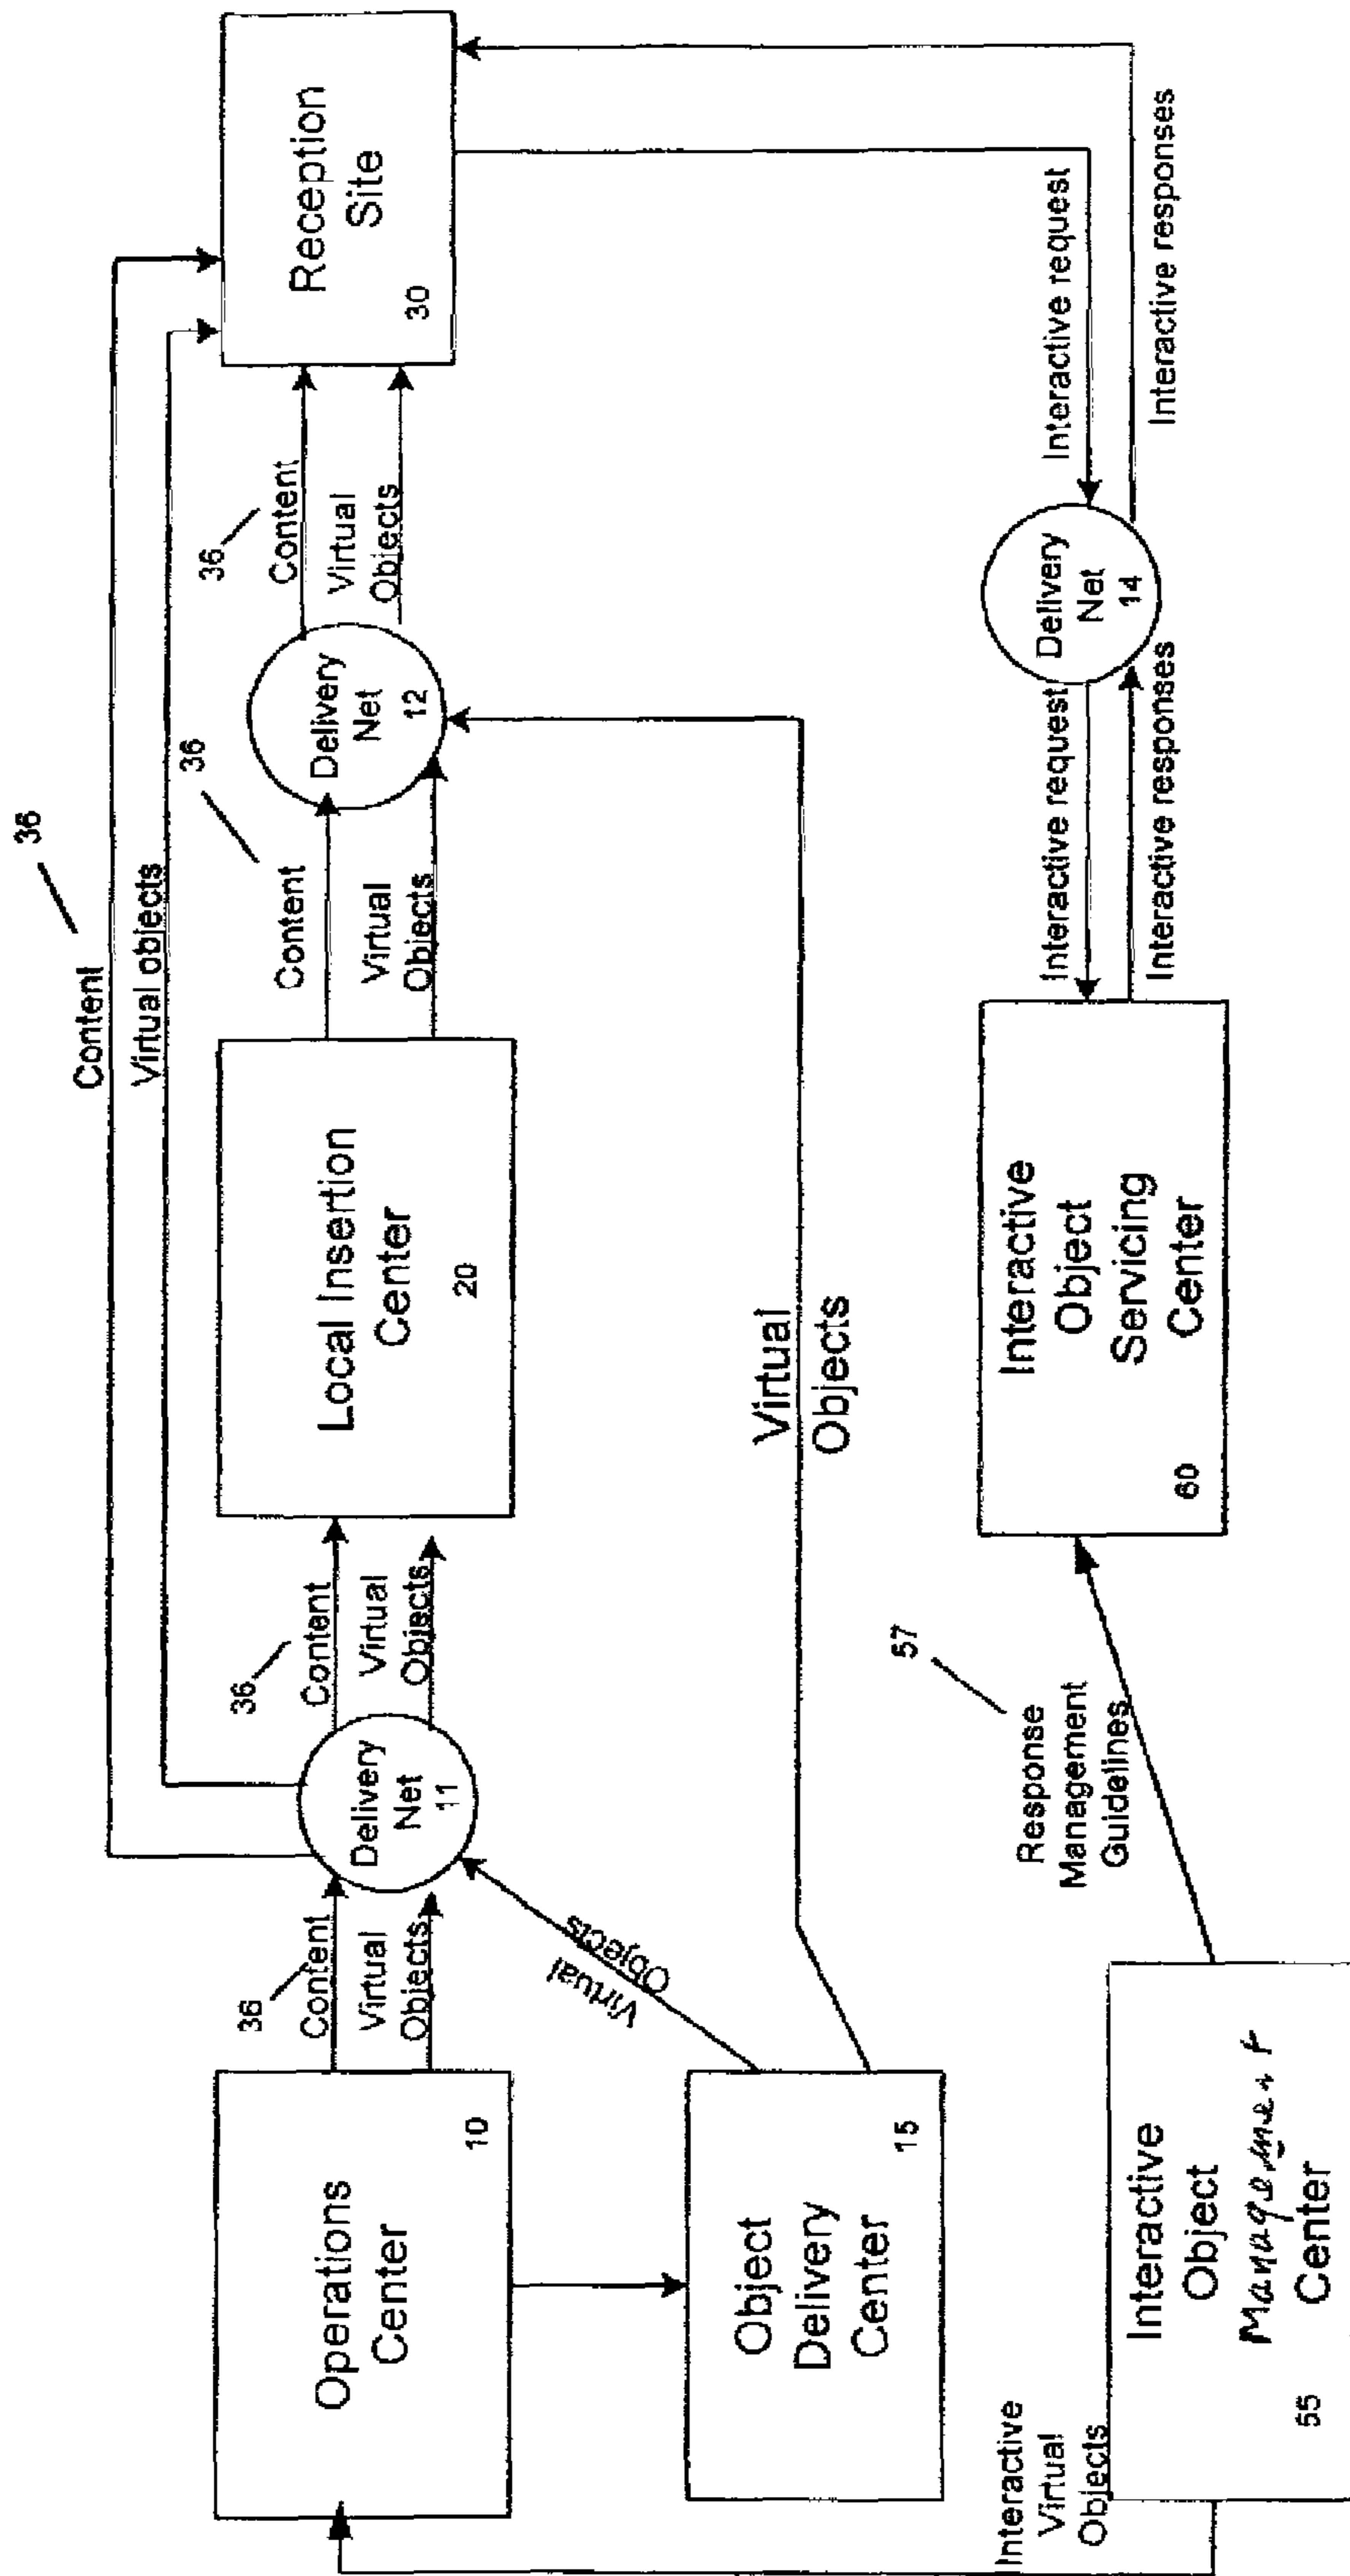 36
Content
Virtual objects
36
Content
Virtual
Objects
Delivery
Net
11
36
Content
Virtual
Objects
Local Insertion
Center
20
Content
36
Virtual
Objects
Delivery
Net
12
36
Content
Virtual
Objects
Reception
Site
30
Operations
Center
10
Virtual
Objects
Virtual
Objects
Object
Delivery
Center
15
Interactive
Virtual
Objects
Interactive
Object
Management
Center
55
57
Response
Management
Guidelines
Interactive
Object
Servicing
Center
60
Interactive request
Interactive responses
Delivery
Net
14
Interactive request
Interactive responses